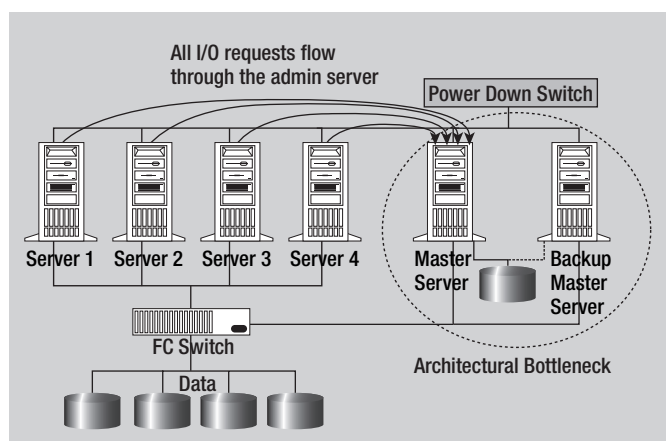 All I/O requests flow
through the admin server
Power Down Switch
Server 1
Server 2
Server 3
Server 4
Master
Server
Backup
Master
Server
FC Switch
Architectural Bottleneck
Data